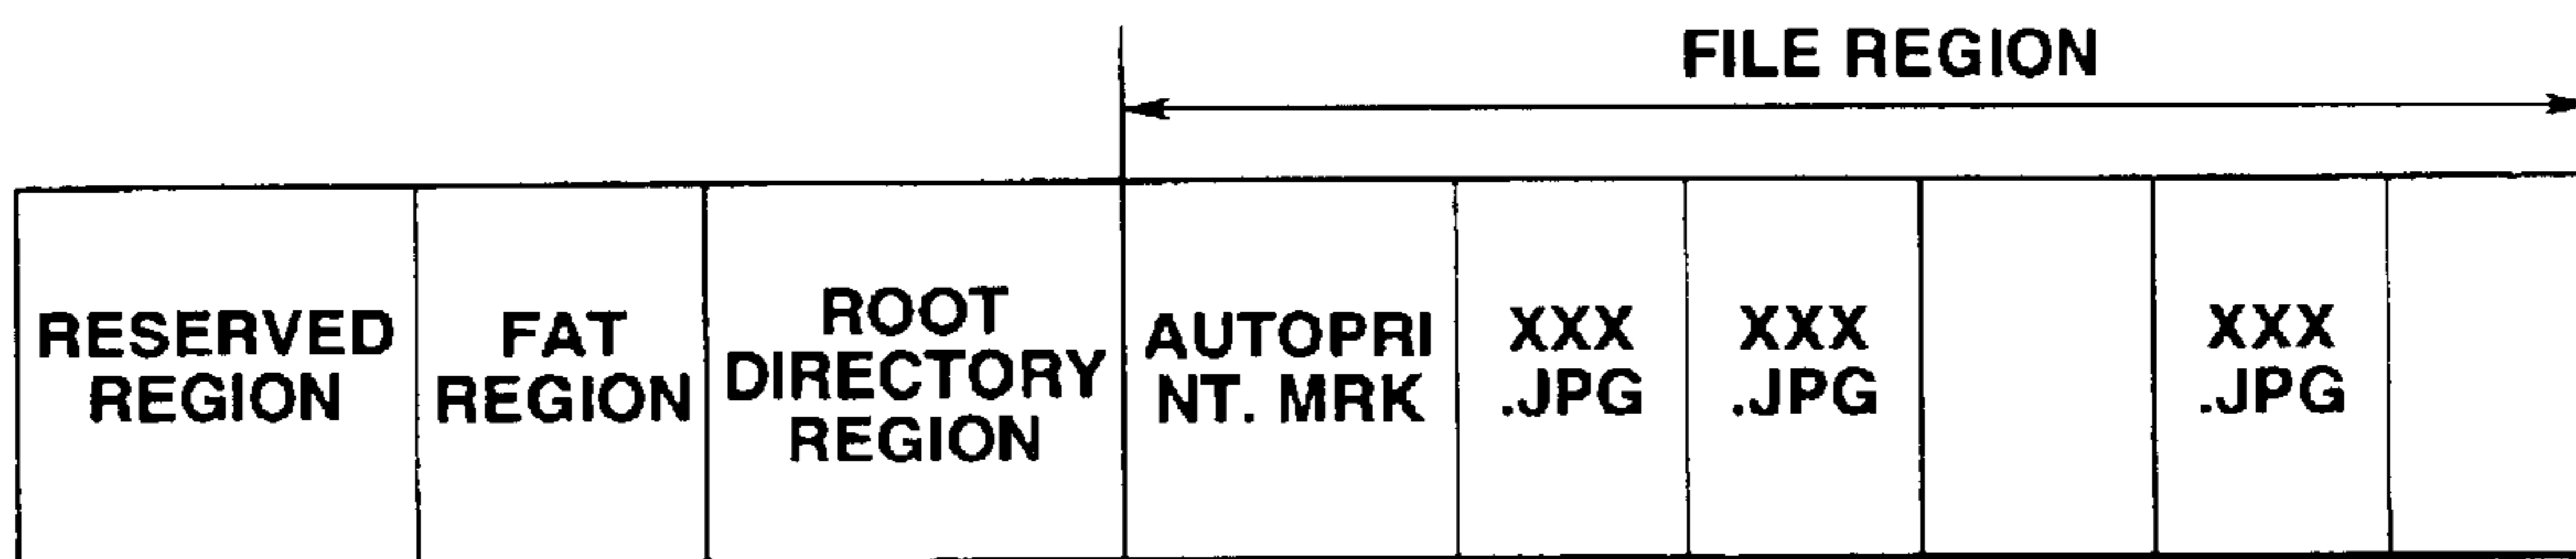 FILE REGION
RESERVED
REGION
FAT
REGION
ROOT
DIRECTORY
REGION
AUTOPRI
NT. MRK
XXX
.JPG
XXX
.JPG
XXX
.JPG